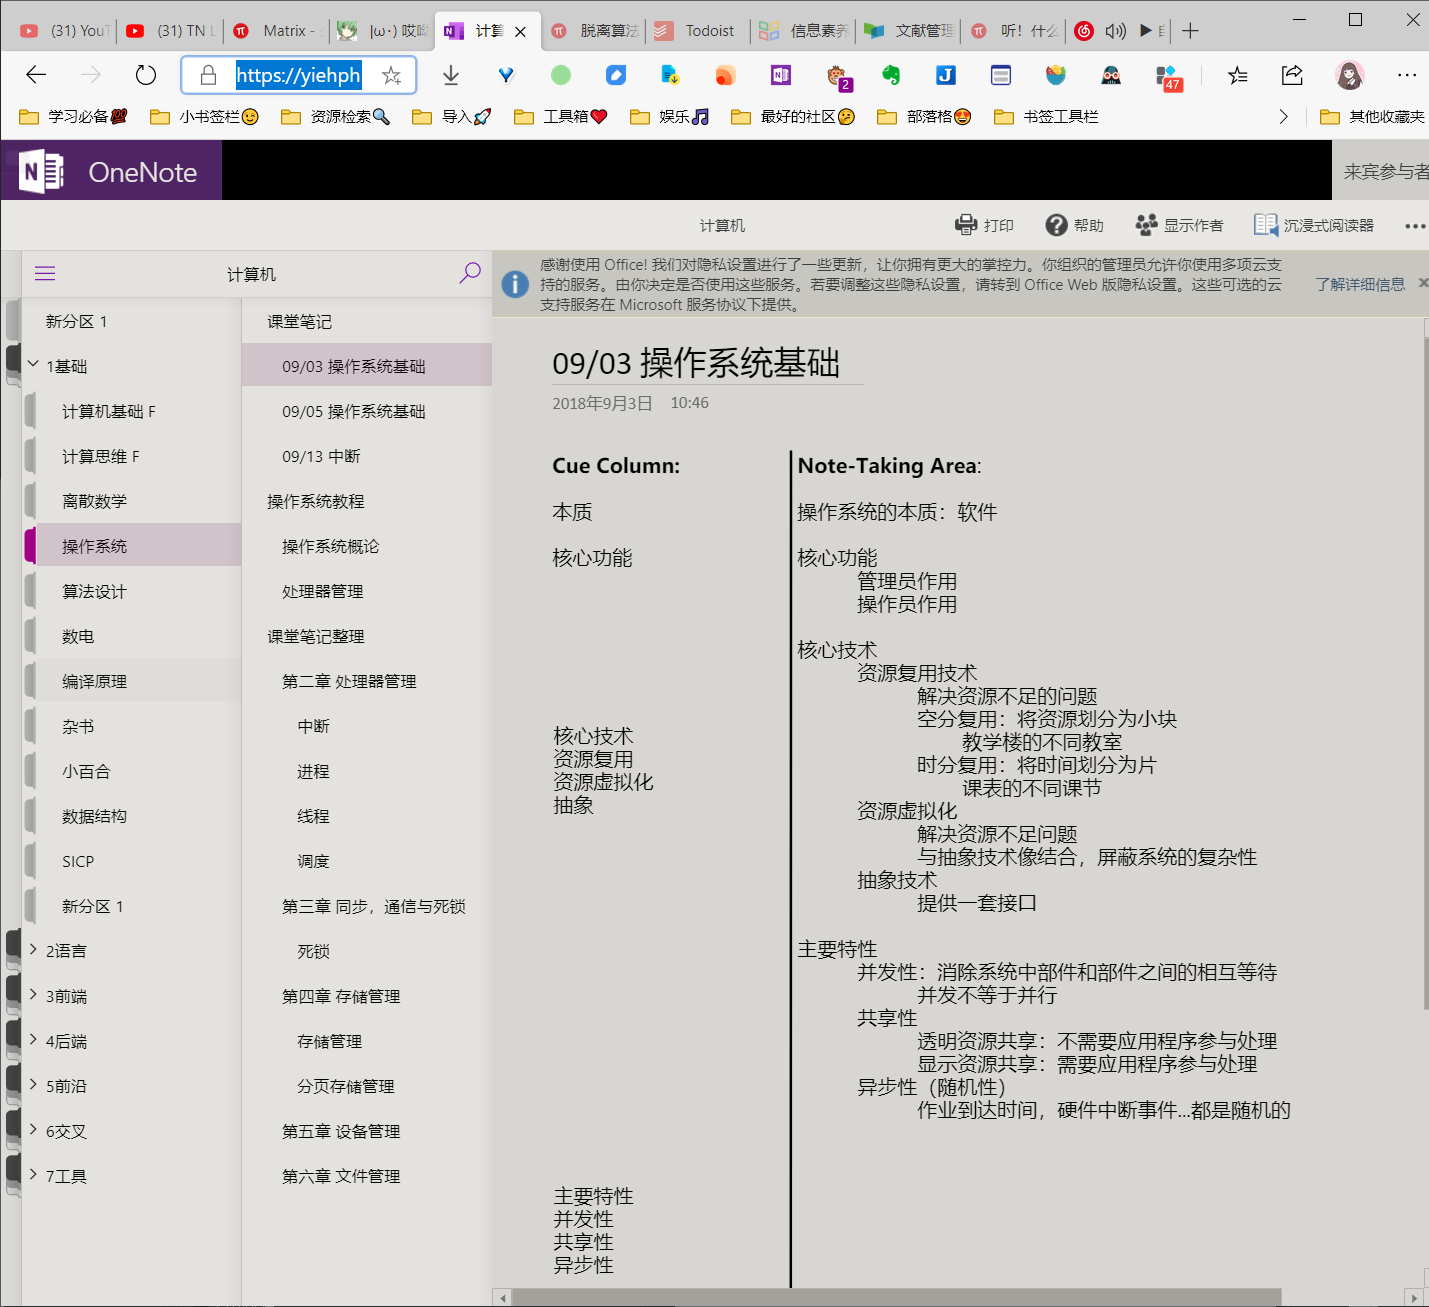 (31) YouT
(31) TN L
Matrix -
|ω·) 哎呦
计算
脱离算法
Todoist
信息素养
文献管理
听！什么
https://yiehph
2
47
学习必备💯
小书签栏😉
资源检索🔍
导入🚀
工具箱❤
娱乐🎵
最好的社区🤔
部落格😍
书签工具栏
其他收藏夹
OneNote
来宾参与者
计算机
打印
帮助
显示作者
沉浸式阅读器
计算机
感谢使用 Office! 我们对隐私设置进行了一些更新，让你拥有更大的掌控力。你组织的管理员允许你使用多项云支
持的服务。由你决定是否使用这些服务。若要调整这些隐私设置，请转到 Office Web 版隐私设置。这些可选的云
支持服务在 Microsoft 服务协议下提供。
了解详细信息
新分区 1
1基础
计算机基础 F
计算思维 F
离散数学
操作系统
算法设计
数电
编译原理
杂书
小百合
数据结构
SICP
新分区 1
2语言
3前端
4后端
5前沿
6交叉
7工具
课堂笔记
09/03 操作系统基础
09/05 操作系统基础
09/13 中断
操作系统教程
操作系统概论
处理器管理
课堂笔记整理
第二章 处理器管理
中断
进程
线程
调度
第三章 同步，通信与死锁
死锁
第四章 存储管理
存储管理
分页存储管理
第五章 设备管理
第六章 文件管理
09/03 操作系统基础
2018年9月3日 10:46
Cue Column:
本质
核心功能
核心技术
资源复用
资源虚拟化
抽象
主要特性
并发性
共享性
异步性
Note-Taking Area:
操作系统的本质：软件
核心功能
管理员作用
操作员作用
核心技术
资源复用技术
解决资源不足的问题
空分复用：将资源划分为小块
教学楼的不同教室
时分复用：将时间划分为片
课表的不同课节
资源虚拟化
解决资源不足问题
与抽象技术像结合，屏蔽系统的复杂性
抽象技术
提供一套接口
主要特性
并发性：消除系统中部件和部件之间的相互等待
并发不等于并行
共享性
透明资源共享：不需要应用程序参与处理
显示资源共享：需要应用程序参与处理
异步性（随机性）
作业到达时间，硬件中断事件...都是随机的